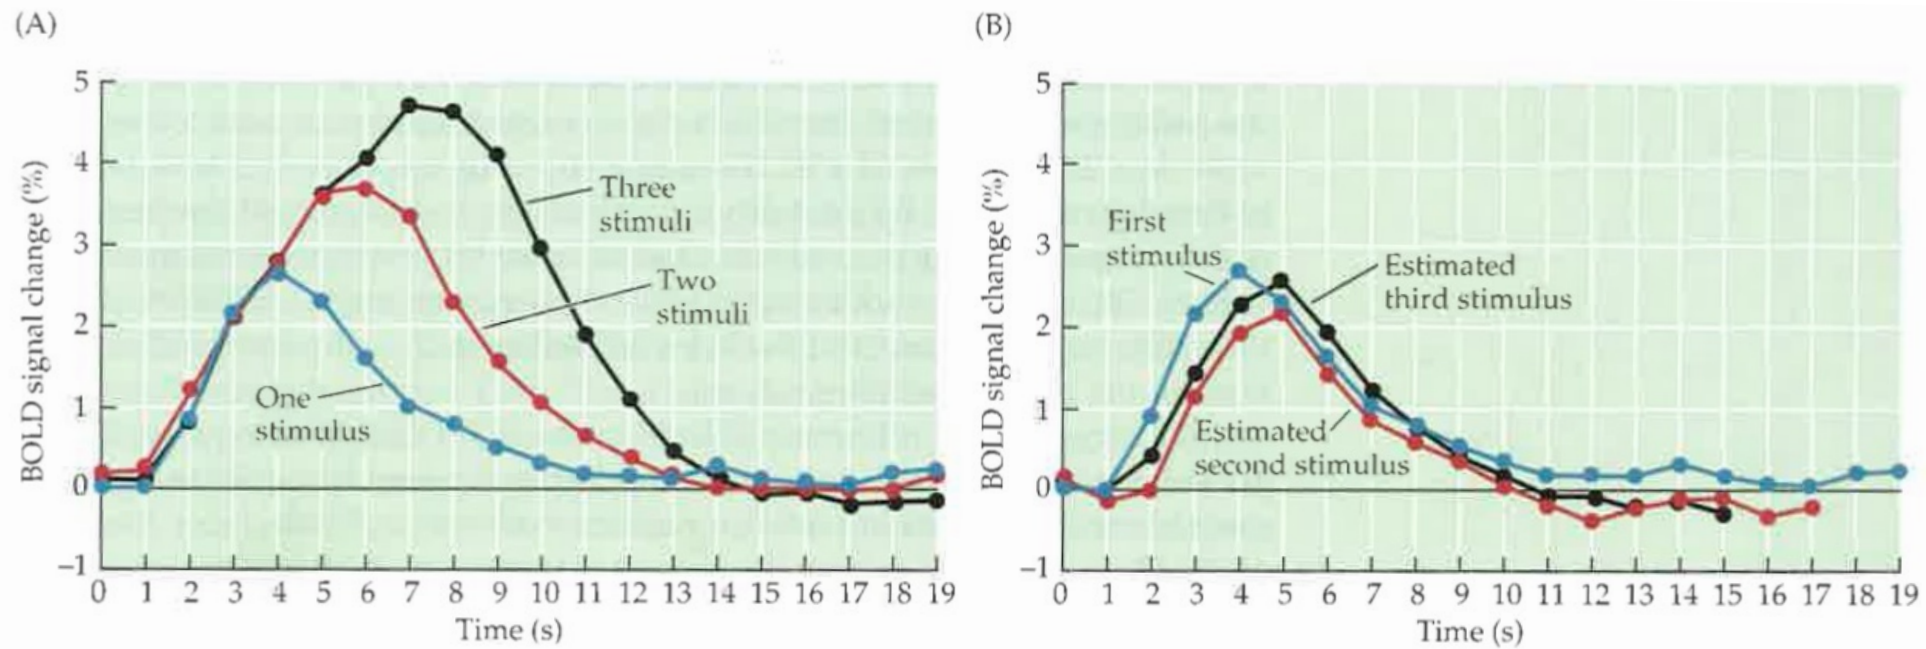 (A)
5
4
3
2
1
0
−1
BOLD signal change (%)
Three
stimuli
Two
stimuli
One
stimulus
0 1 2 3 4 5 6 7 8 9 10 11 12 13 14 15 16 17 18 19
Time (s)
(B)
5
4
3
2
1
0
−1
BOLD signal change (%)
First
stimulus
Estimated
third stimulus
Estimated
second stimulus
0 1 2 3 4 5 6 7 8 9 10 11 12 13 14 15 16 17 18 19
Time (s)